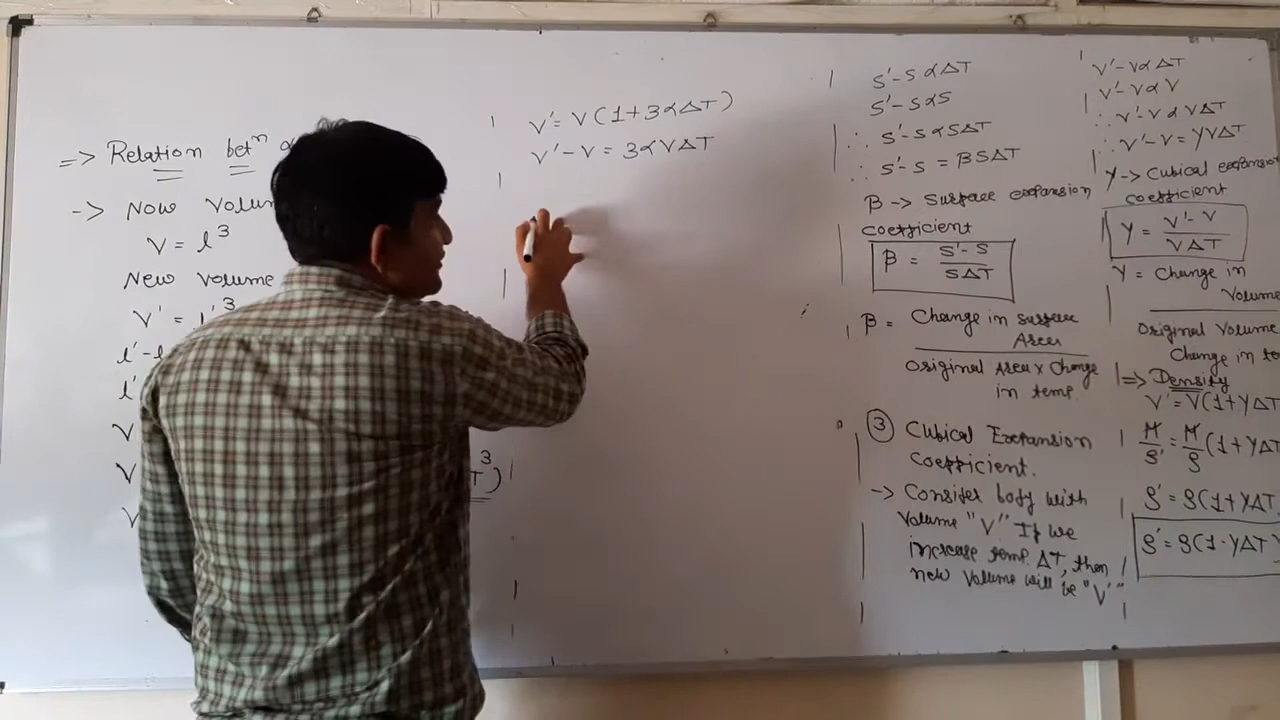 => Relation betⁿ α
-> Now Volum
V = l³
New Volume
V' = l'³
l' - l
l'
V
V
T³)
V
V' = V(1+3αΔT)
V' - V = 3αVΔT
S' - S α ΔT
S' - S α S
∴ S' - S α SΔT
∴ S' - S = βSΔT
β -> Surface expansion
coefficient
β = S' - S / SΔT
β = Change in Surface
Area
Original Area x Change
in temp.
③ Cubical Expansion
Coefficient.
-> Consider body with
Volume "V". If we
increase temp. ΔT, then
new Volume will be "V'"
V' - V α ΔT
V' - V α V
∴ V' - V α VΔT
∴ V' - V = γVΔT
γ -> Cubical expansio
coefficient
γ = V' - V / VΔT
γ = Change in
Volume
Original Volume
Change in te
=> Density
V' = V(1+γΔT
M/ρ' = M/ρ (1+γΔT
ρ' = ρ(1+γΔT
ρ' = ρ(1-γΔT)